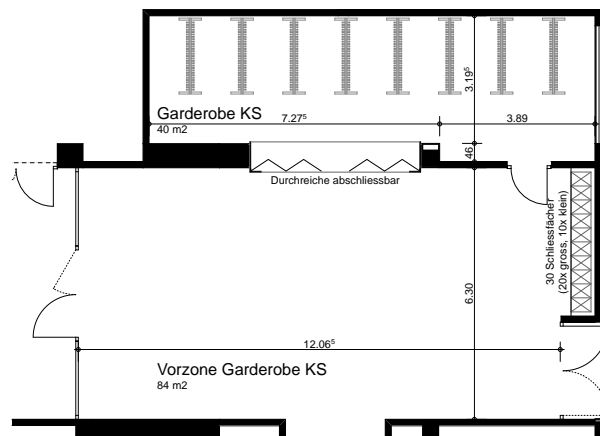 Garderobe KS
40 m2
7.27⁵
3.89
3.19⁵
46
Durchreiche abschliessbar
30 Schliessfächer
(20x gross, 10x klein)
6.30
12.06⁵
Vorzone Garderobe KS
84 m2